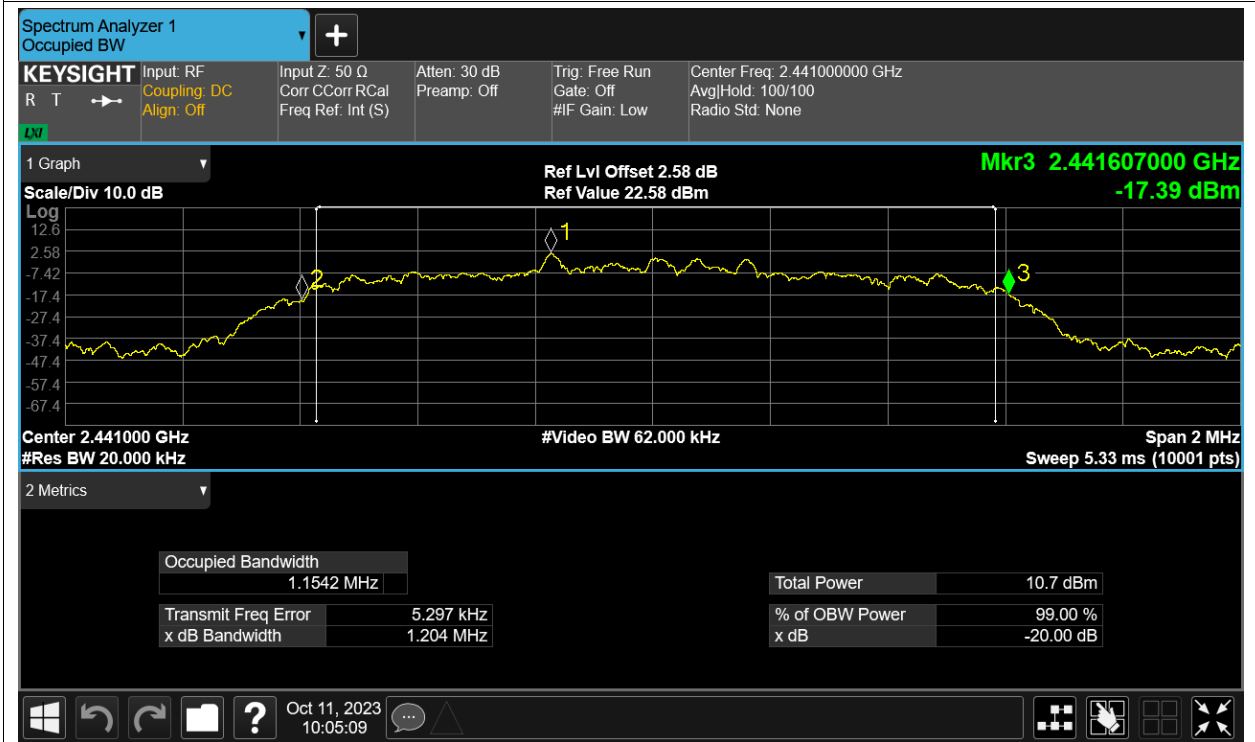 Spectrum Analyzer 1
Occupied BW
+
KEYSIGHT
R T
LXI
Input: RF
Coupling: DC
Align: Off
Input Z: 50 Ω
Corr CCorr RCal
Freq Ref: Int (S)
Atten: 30 dB
Preamp: Off
Trig: Free Run
Gate: Off
#IF Gain: Low
Center Freq: 2.441000000 GHz
Avg|Hold: 100/100
Radio Std: None
1 Graph
Scale/Div 10.0 dB
Ref Lvl Offset 2.58 dB
Ref Value 22.58 dBm
Mkr3 2.441607000 GHz
-17.39 dBm
Log
12.6
2.58
-7.42
-17.4
-27.4
-37.4
-47.4
-57.4
-67.4
1
2
3
Center 2.441000 GHz
#Video BW 62.000 kHz
Span 2 MHz
#Res BW 20.000 kHz
Sweep 5.33 ms (10001 pts)
2 Metrics
Occupied Bandwidth
1.1542 MHz
Transmit Freq Error 5.297 kHz
x dB Bandwidth 1.204 MHz
Total Power 10.7 dBm
% of OBW Power 99.00 %
x dB -20.00 dB
?
Oct 11, 2023
10:05:09